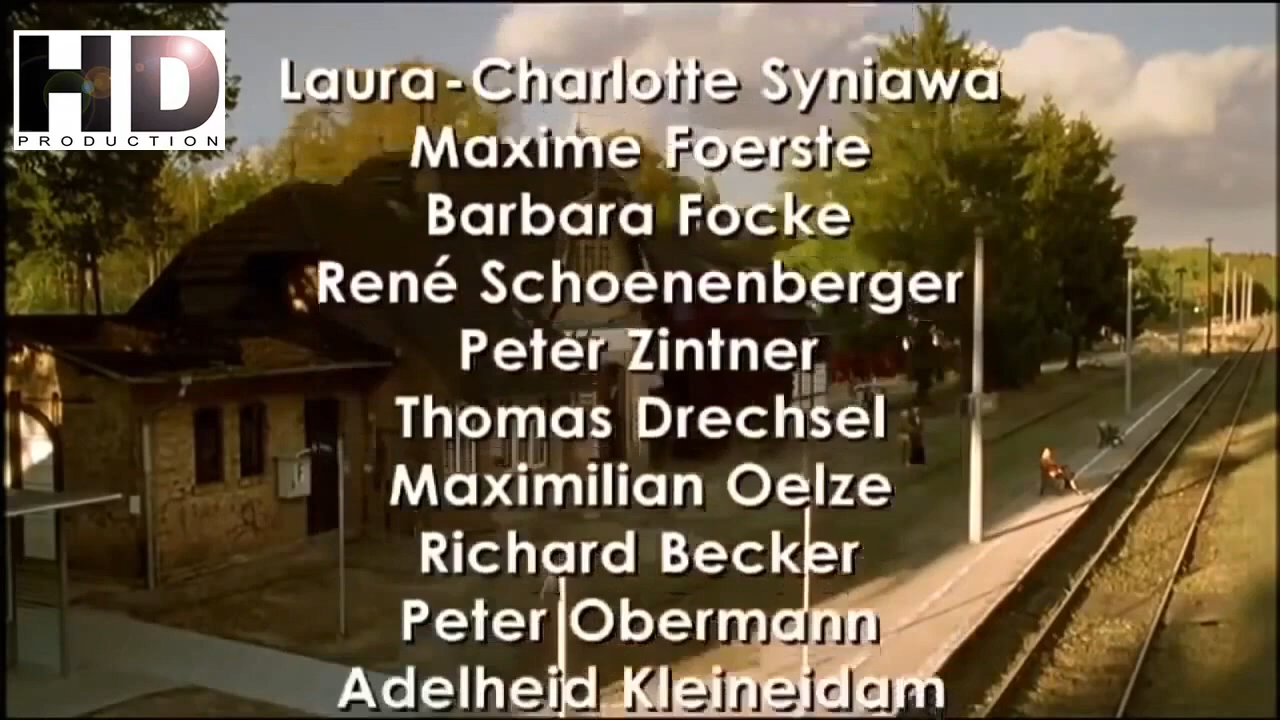 HD
PRODUCTION
Laura-Charlotte Syniawa
Maxime Foerste
Barbara Focke
René Schoenenberger
Peter Zintner
Thomas Drechsel
Maximilian Oelze
Richard Becker
Peter Obermann
Adelheid Kleineidam